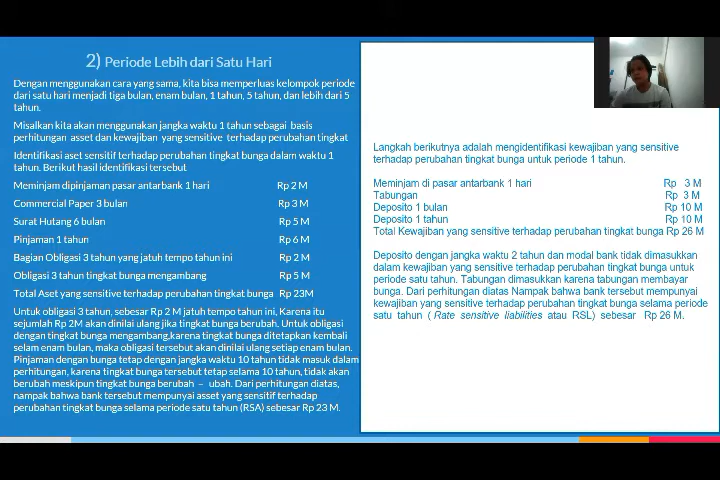 2) Periode Lebih dari Satu Hari
Dengan menggunakan cara yang sama, kita bisa memperluas kelompok periode
dari satu hari menjadi tiga bulan, enam bulan, 1 tahun, 5 tahun, dan lebih dari 5
tahun.
Misalkan kita akan menggunakan jangka waktu 1 tahun sebagai basis
perhitungan asset dan kewajiban yang sensitive terhadap perubahan tingkat
Identifikasi aset sensitif terhadap perubahan tingkat bunga dalam waktu 1
tahun. Berikut hasil identifikasi tersebut
Meminjam dipinjaman pasar antarbank 1 hari Rp 2 M
Commercial Paper 3 bulan Rp 3 M
Surat Hutang 6 bulan Rp 5 M
Pinjaman 1 tahun Rp 6 M
Bagian Obligasi 3 tahun yang jatuh tempo tahun ini Rp 2 M
Obligasi 3 tahun tingkat bunga mengambang Rp 5 M
Total Aset yang sensitive terhadap perubahan tingkat bunga Rp 23M
Untuk obligasi 3 tahun, sebesar Rp 2 M jatuh tempo tahun ini, Karena itu
sejumlah Rp 2M akan dinilai ulang jika tingkat bunga berubah. Untuk obligasi
dengan tingkat bunga mengambang,karena tingkat bunga ditetapkan kembali
selam enam bulan, maka obligasi tersebut akan dinilai ulang setiap enam bulan.
Pinjaman dengan bunga tetap dengan jangka waktu 10 tahun tidak masuk dalam
perhitungan, karena tingkat bunga tersebut tetap selama 10 tahun, tidak akan
berubah meskipun tingkat bunga berubah – ubah. Dari perhitungan diatas,
nampak bahwa bank tersebut mempunyai asset yang sensitif terhadap
perubahan tingkat bunga selama periode satu tahun (RSA) sebesar Rp 23 M.
Langkah berikutnya adalah mengidentifikasi kewajiban yang sensitive
terhadap perubahan tingkat bunga untuk periode 1 tahun.
Meminjam di pasar antarbank 1 hari Rp 3 M
Tabungan Rp 3 M
Deposito 1 bulan Rp 10 M
Deposito 1 tahun Rp 10 M
Total Kewajiban yang sensitive terhadap perubahan tingkat bunga Rp 26 M
Deposito dengan jangka waktu 2 tahun dan modal bank tidak dimasukkan
dalam kewajiban yang sensitive terhadap perubahan tingkat bunga untuk
periode satu tahun. Tabungan dimasukkan karena tabungan membayar
bunga. Dari perhitungan diatas Nampak bahwa bank tersebut mempunyai
kewajiban yang sensitive terhadap perubahan tingkat bunga selama periode
satu tahun ( Rate sensitive liabilities atau RSL) sebesar Rp 26 M.